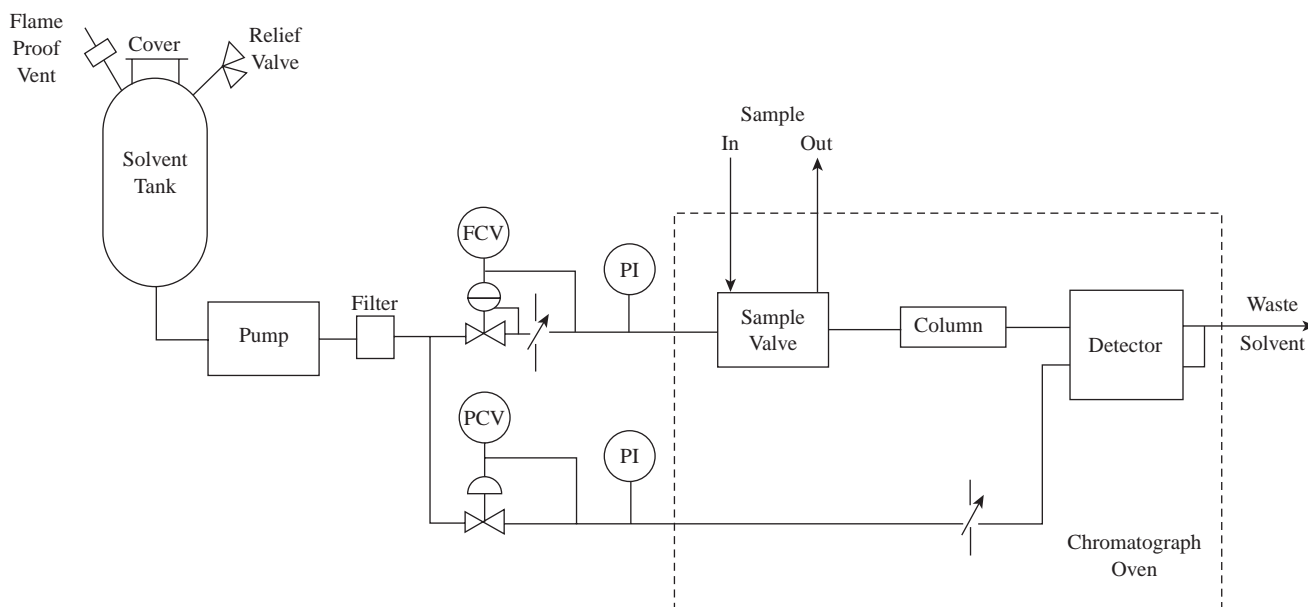 Flame
Proof
Vent
Cover
Relief
Valve
Solvent
Tank
Pump
Filter
FCV
PI
Sample
In
Out
Sample
Valve
Column
Detector
Waste
Solvent
PCV
PI
Chromatograph
Oven